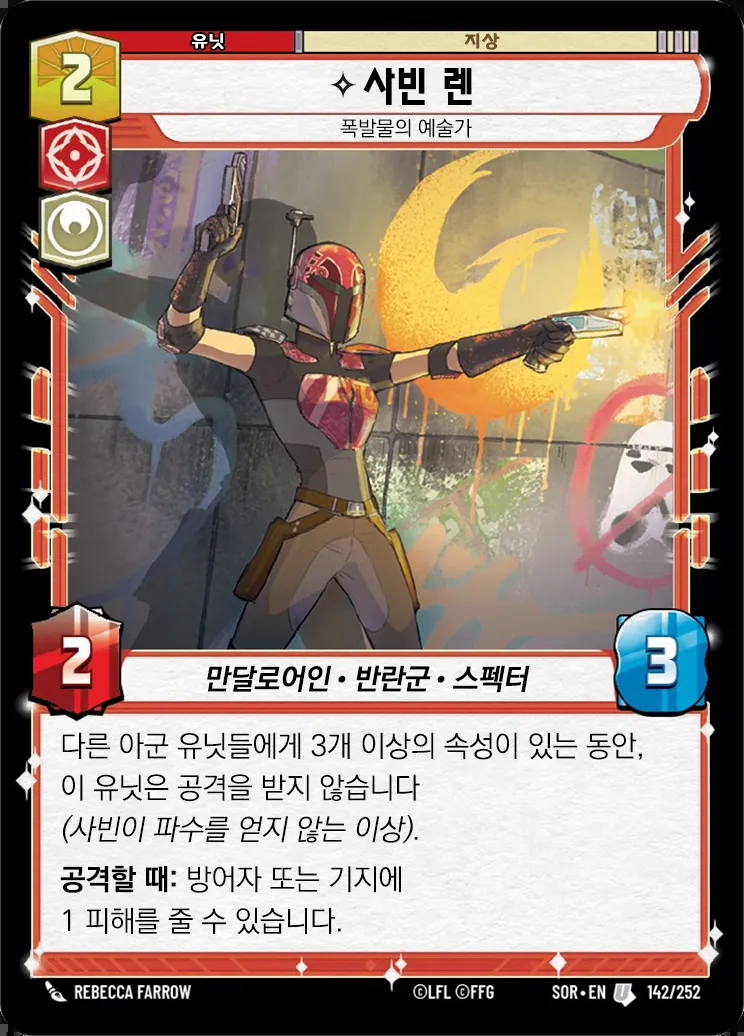 유닛
지상
2
사빈 렌
폭발물의 예술가
2
3
만달로어인 • 반란군 • 스펙터
다른 아군 유닛들에게 3개 이상의 속성이 있는 동안,
이 유닛은 공격을 받지 않습니다
(사빈이 파수를 얻지 않는 이상).
공격할 때: 방어자 또는 기지에
1 피해를 줄 수 있습니다.
REBECCA FARROW
©LFL ©FFG
SOR • EN
U
142/252